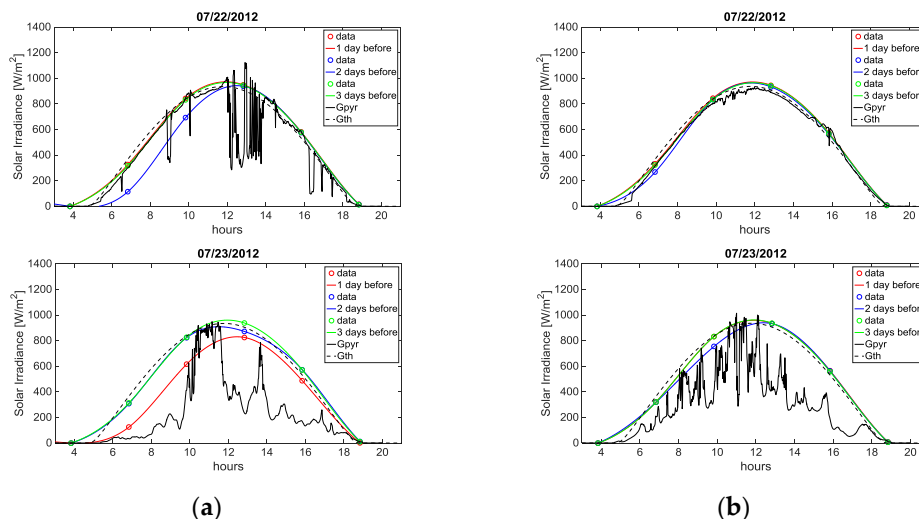 07/22/2012
Solar Irradiance [W/m²]
1400
1200
1000
800
600
400
200
0
4 6 8 10 12 14 16 18 20
hours
data
1 day before
data
2 days before
data
3 days before
Gpyr
Gth
07/22/2012
Solar Irradiance [W/m²]
1400
1200
1000
800
600
400
200
0
4 6 8 10 12 14 16 18 20
hours
data
1 day before
data
2 days before
data
3 days before
Gpyr
Gth
07/23/2012
Solar Irradiance [W/m²]
1400
1200
1000
800
600
400
200
0
4 6 8 10 12 14 16 18 20
hours
data
1 day before
data
2 days before
data
3 days before
Gpyr
Gth
07/23/2012
Solar Irradiance [W/m²]
1400
1200
1000
800
600
400
200
0
4 6 8 10 12 14 16 18 20
hours
data
1 day before
data
2 days before
data
3 days before
Gpyr
Gth
(a)
(b)